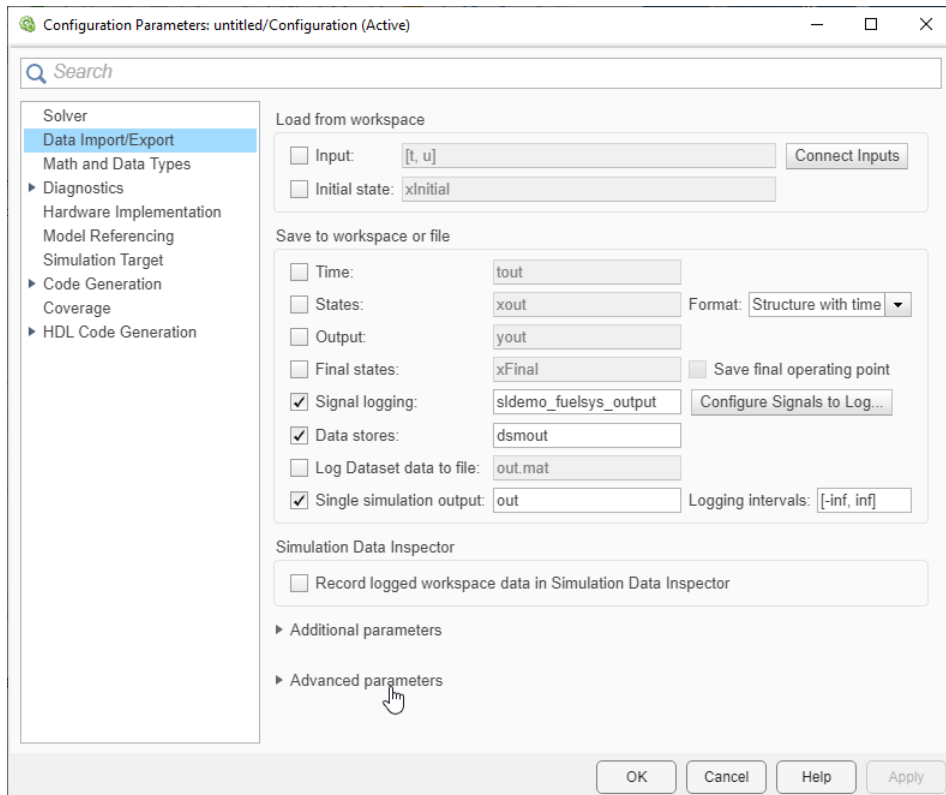 Configuration Parameters: untitled/Configuration (Active)
Search
Solver
Data Import/Export
Math and Data Types
Diagnostics
Hardware Implementation
Model Referencing
Simulation Target
Code Generation
Coverage
HDL Code Generation
Load from workspace
Input: [t, u] Connect Inputs
Initial state: xInitial
Save to workspace or file
Time: tout
States: xout Format: Structure with time
Output: yout
Final states: xFinal Save final operating point
Signal logging: sldemo_fuelsys_output Configure Signals to Log...
Data stores: dsmout
Log Dataset data to file: out.mat
Single simulation output: out Logging intervals: [-inf, inf]
Simulation Data Inspector
Record logged workspace data in Simulation Data Inspector
Additional parameters
Advanced parameters
OK Cancel Help Apply